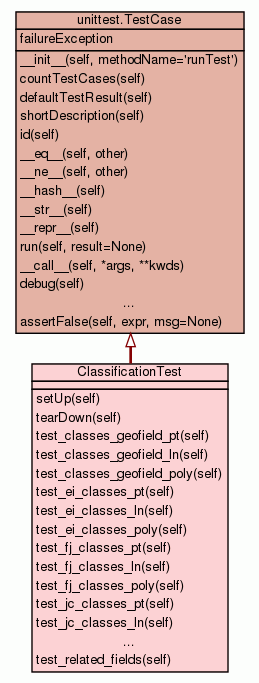 unittest.TestCase
failureException
__init__(self, methodName='runTest')
countTestCases(self)
defaultTestResult(self)
shortDescription(self)
id(self)
__eq__(self, other)
__ne__(self, other)
__hash__(self)
__str__(self)
__repr__(self)
run(self, result=None)
__call__(self, *args, **kwds)
debug(self)
...
assertFalse(self, expr, msg=None)
ClassificationTest
setUp(self)
tearDown(self)
test_classes_geofield_pt(self)
test_classes_geofield_ln(self)
test_classes_geofield_poly(self)
test_ei_classes_pt(self)
test_ei_classes_ln(self)
test_ei_classes_poly(self)
test_fj_classes_pt(self)
test_fj_classes_ln(self)
test_fj_classes_poly(self)
test_jc_classes_pt(self)
test_jc_classes_ln(self)
...
test_related_fields(self)